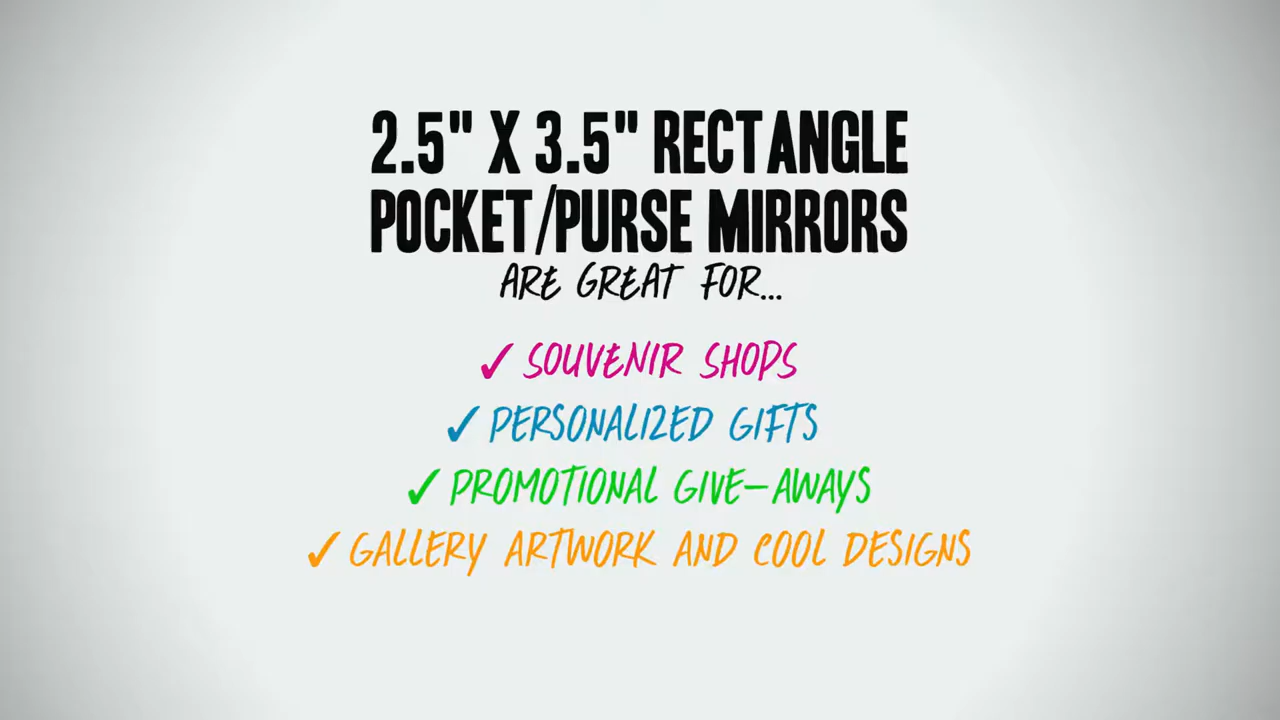 2.5" X 3.5" RECTANGLE
POCKET/PURSE MIRRORS
ARE GREAT FOR...
✓ SOUVENIR SHOPS
✓ PERSONALIZED GIFTS
✓ PROMOTIONAL GIVE-AWAYS
✓ GALLERY ARTWORK AND COOL DESIGNS